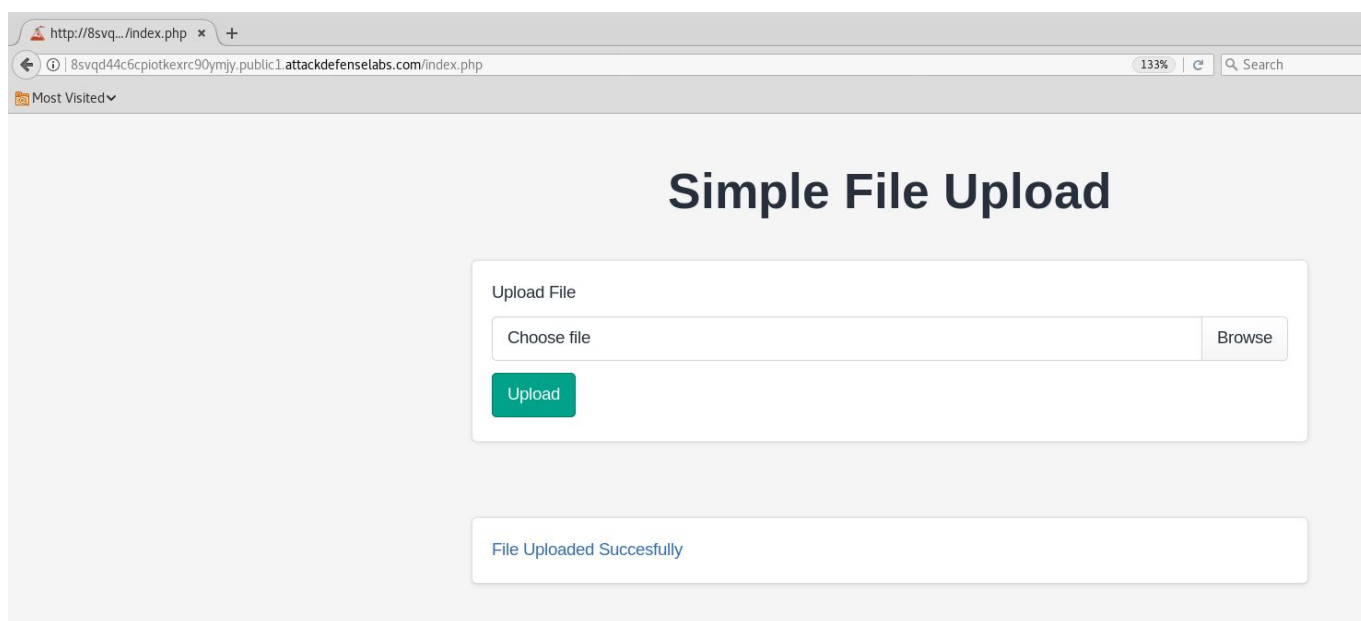 http://8svq.../index.php × +
8svqd44c6cpiotkexrc90ymjy.public1.attackdefenselabs.com/index.php 133% Search
Most Visited
Simple File Upload
Upload File
Choose file Browse
Upload
File Uploaded Succesfully